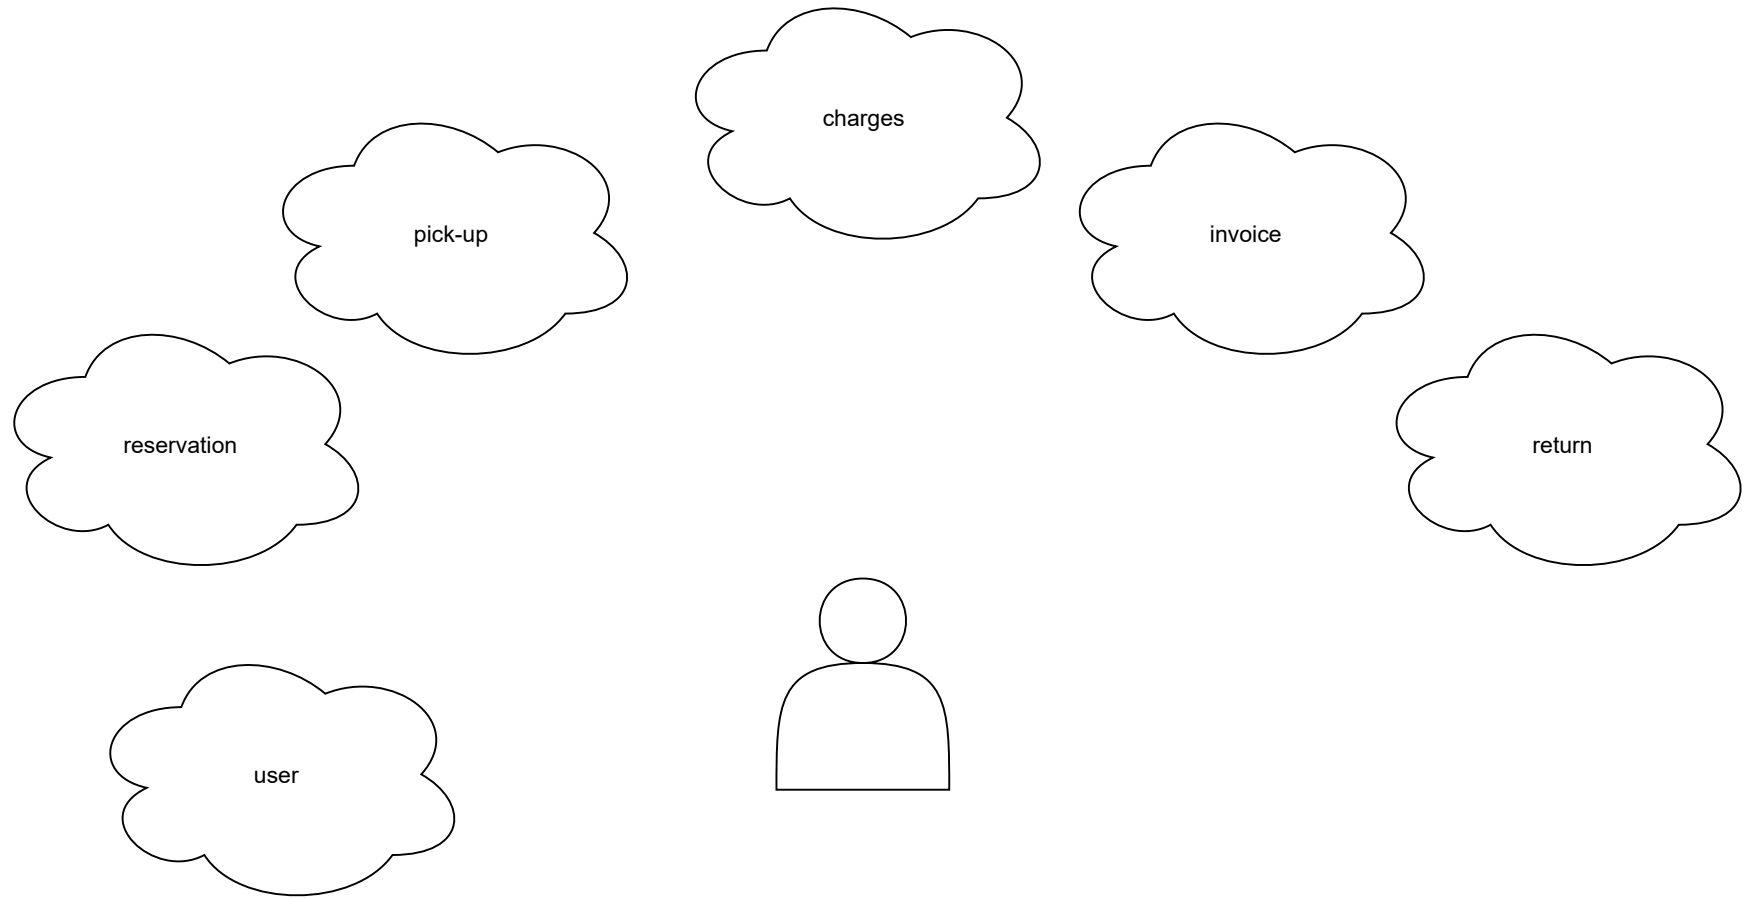 charges
pick-up
invoice
reservation
return
user